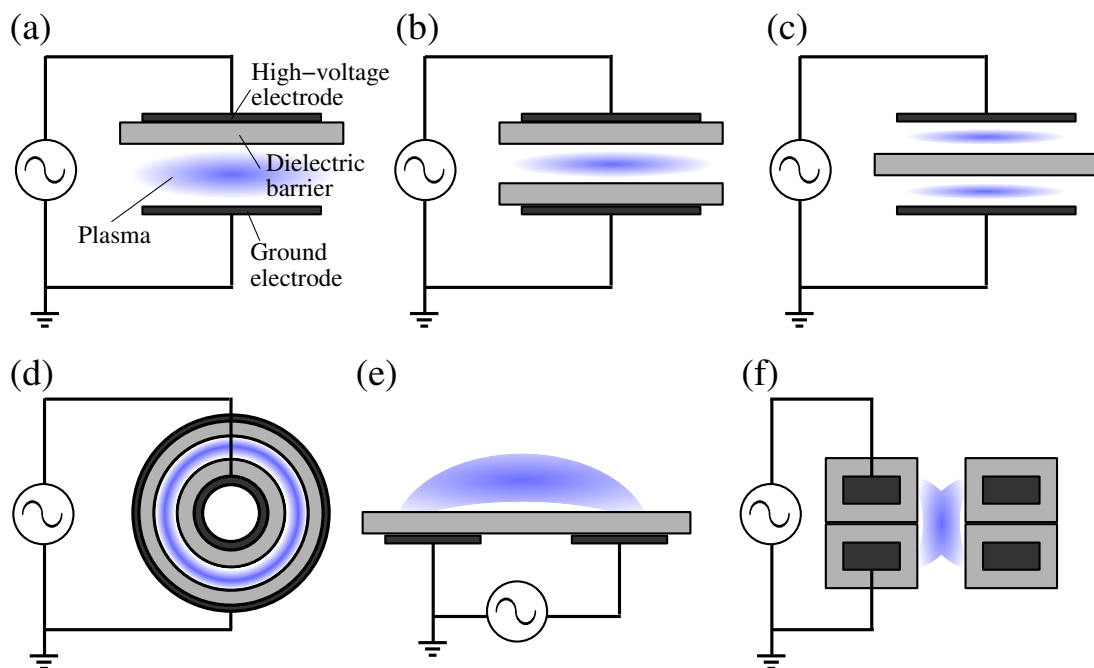 (a)
High−voltage
electrode
Dielectric
barrier
Plasma
Ground
electrode
(b)
(c)
(d)
(e)
(f)